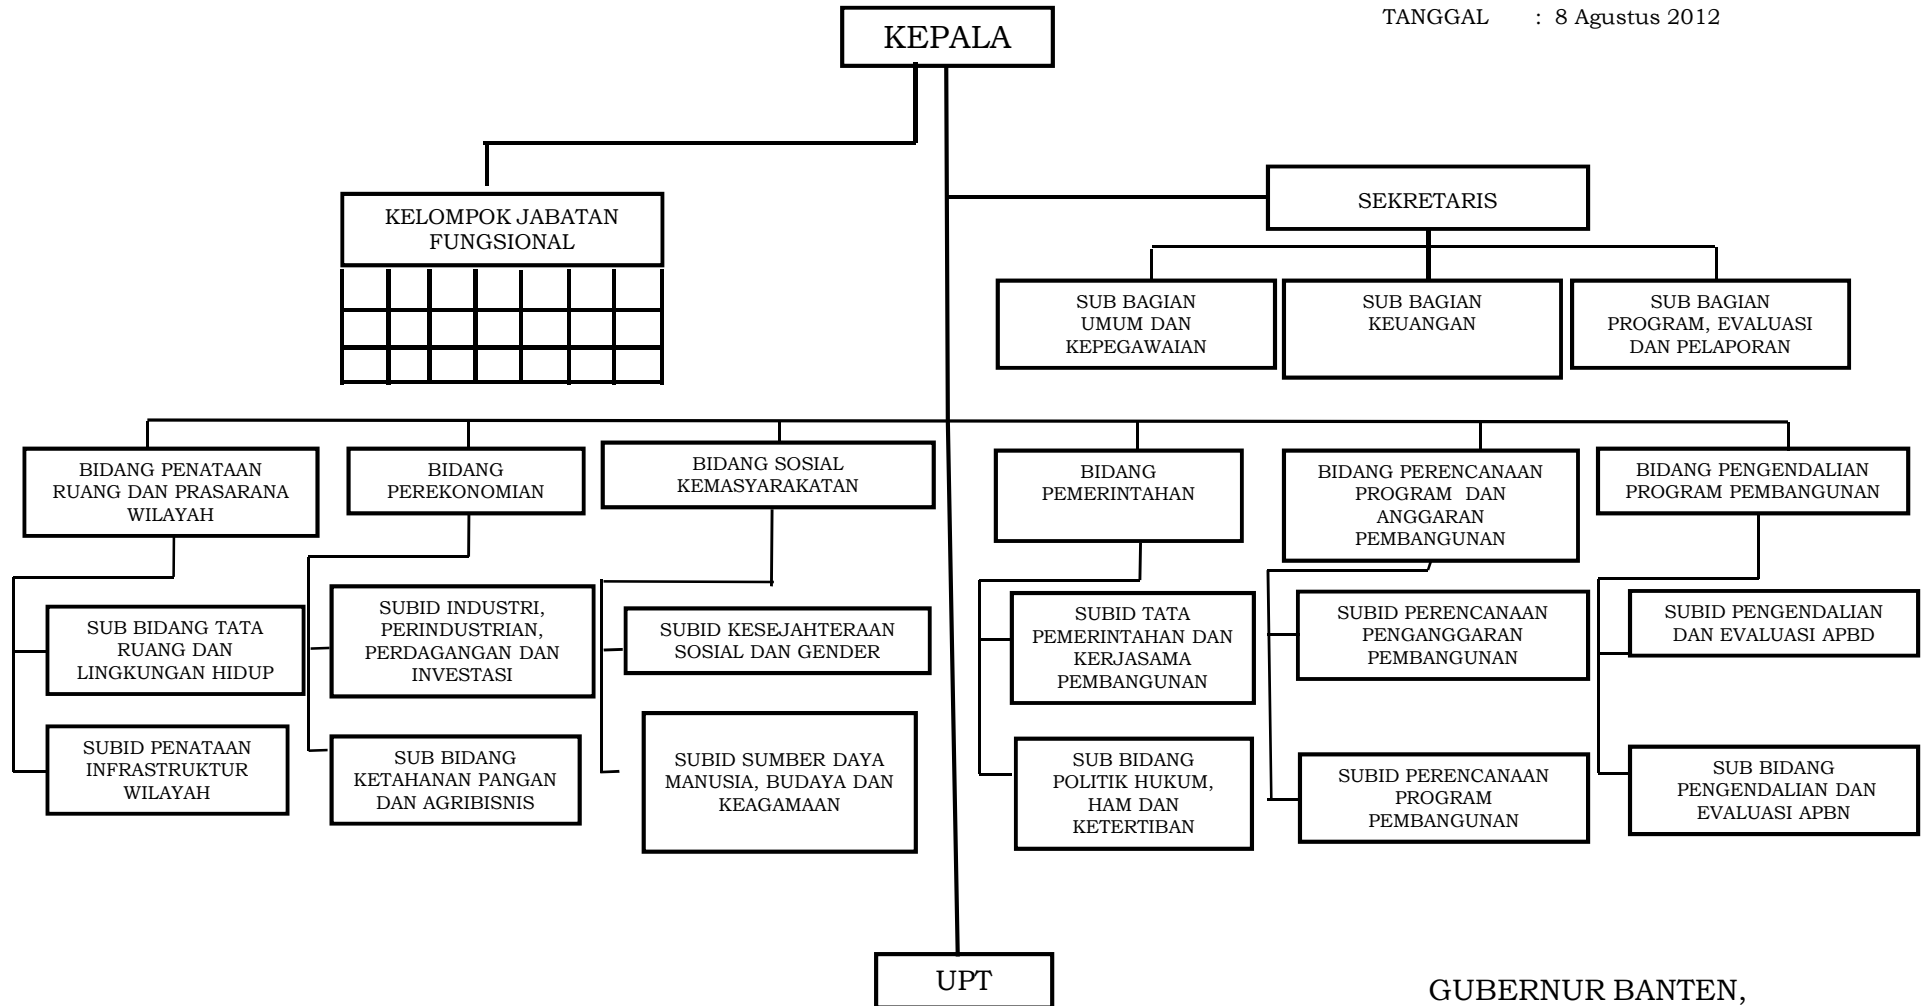 TANGGAL : 8 Agustus 2012
KEPALA
KELOMPOK JABATAN
FUNGSIONAL
SEKRETARIS
SUB BAGIAN
UMUM DAN
KEPEGAWAIAN
SUB BAGIAN
KEUANGAN
SUB BAGIAN
PROGRAM, EVALUASI
DAN PELAPORAN
BIDANG PENATAAN
RUANG DAN PRASARANA
WILAYAH
BIDANG
PEREKONOMIAN
BIDANG SOSIAL
KEMASYARAKATAN
BIDANG
PEMERINTAHAN
BIDANG PERENCANAAN
PROGRAM DAN
ANGGARAN
PEMBANGUNAN
BIDANG PENGENDALIAN
PROGRAM PEMBANGUNAN
SUB BIDANG TATA
RUANG DAN
LINGKUNGAN HIDUP
SUBID INDUSTRI,
PERINDUSTRIAN,
PERDAGANGAN DAN
INVESTASI
SUBID KESEJAHTERAAN
SOSIAL DAN GENDER
SUBID TATA
PEMERINTAHAN DAN
KERJASAMA
PEMBANGUNAN
SUBID PERENCANAAN
PENGANGGARAN
PEMBANGUNAN
SUBID PENGENDALIAN
DAN EVALUASI APBD
SUBID PENATAAN
INFRASTRUKTUR
WILAYAH
SUB BIDANG
KETAHANAN PANGAN
DAN AGRIBISNIS
SUBID SUMBER DAYA
MANUSIA, BUDAYA DAN
KEAGAMAAN
SUB BIDANG
POLITIK HUKUM,
HAM DAN
KETERTIBAN
SUBID PERENCANAAN
PROGRAM
PEMBANGUNAN
SUB BIDANG
PENGENDALIAN DAN
EVALUASI APBN
UPT
GUBERNUR BANTEN,